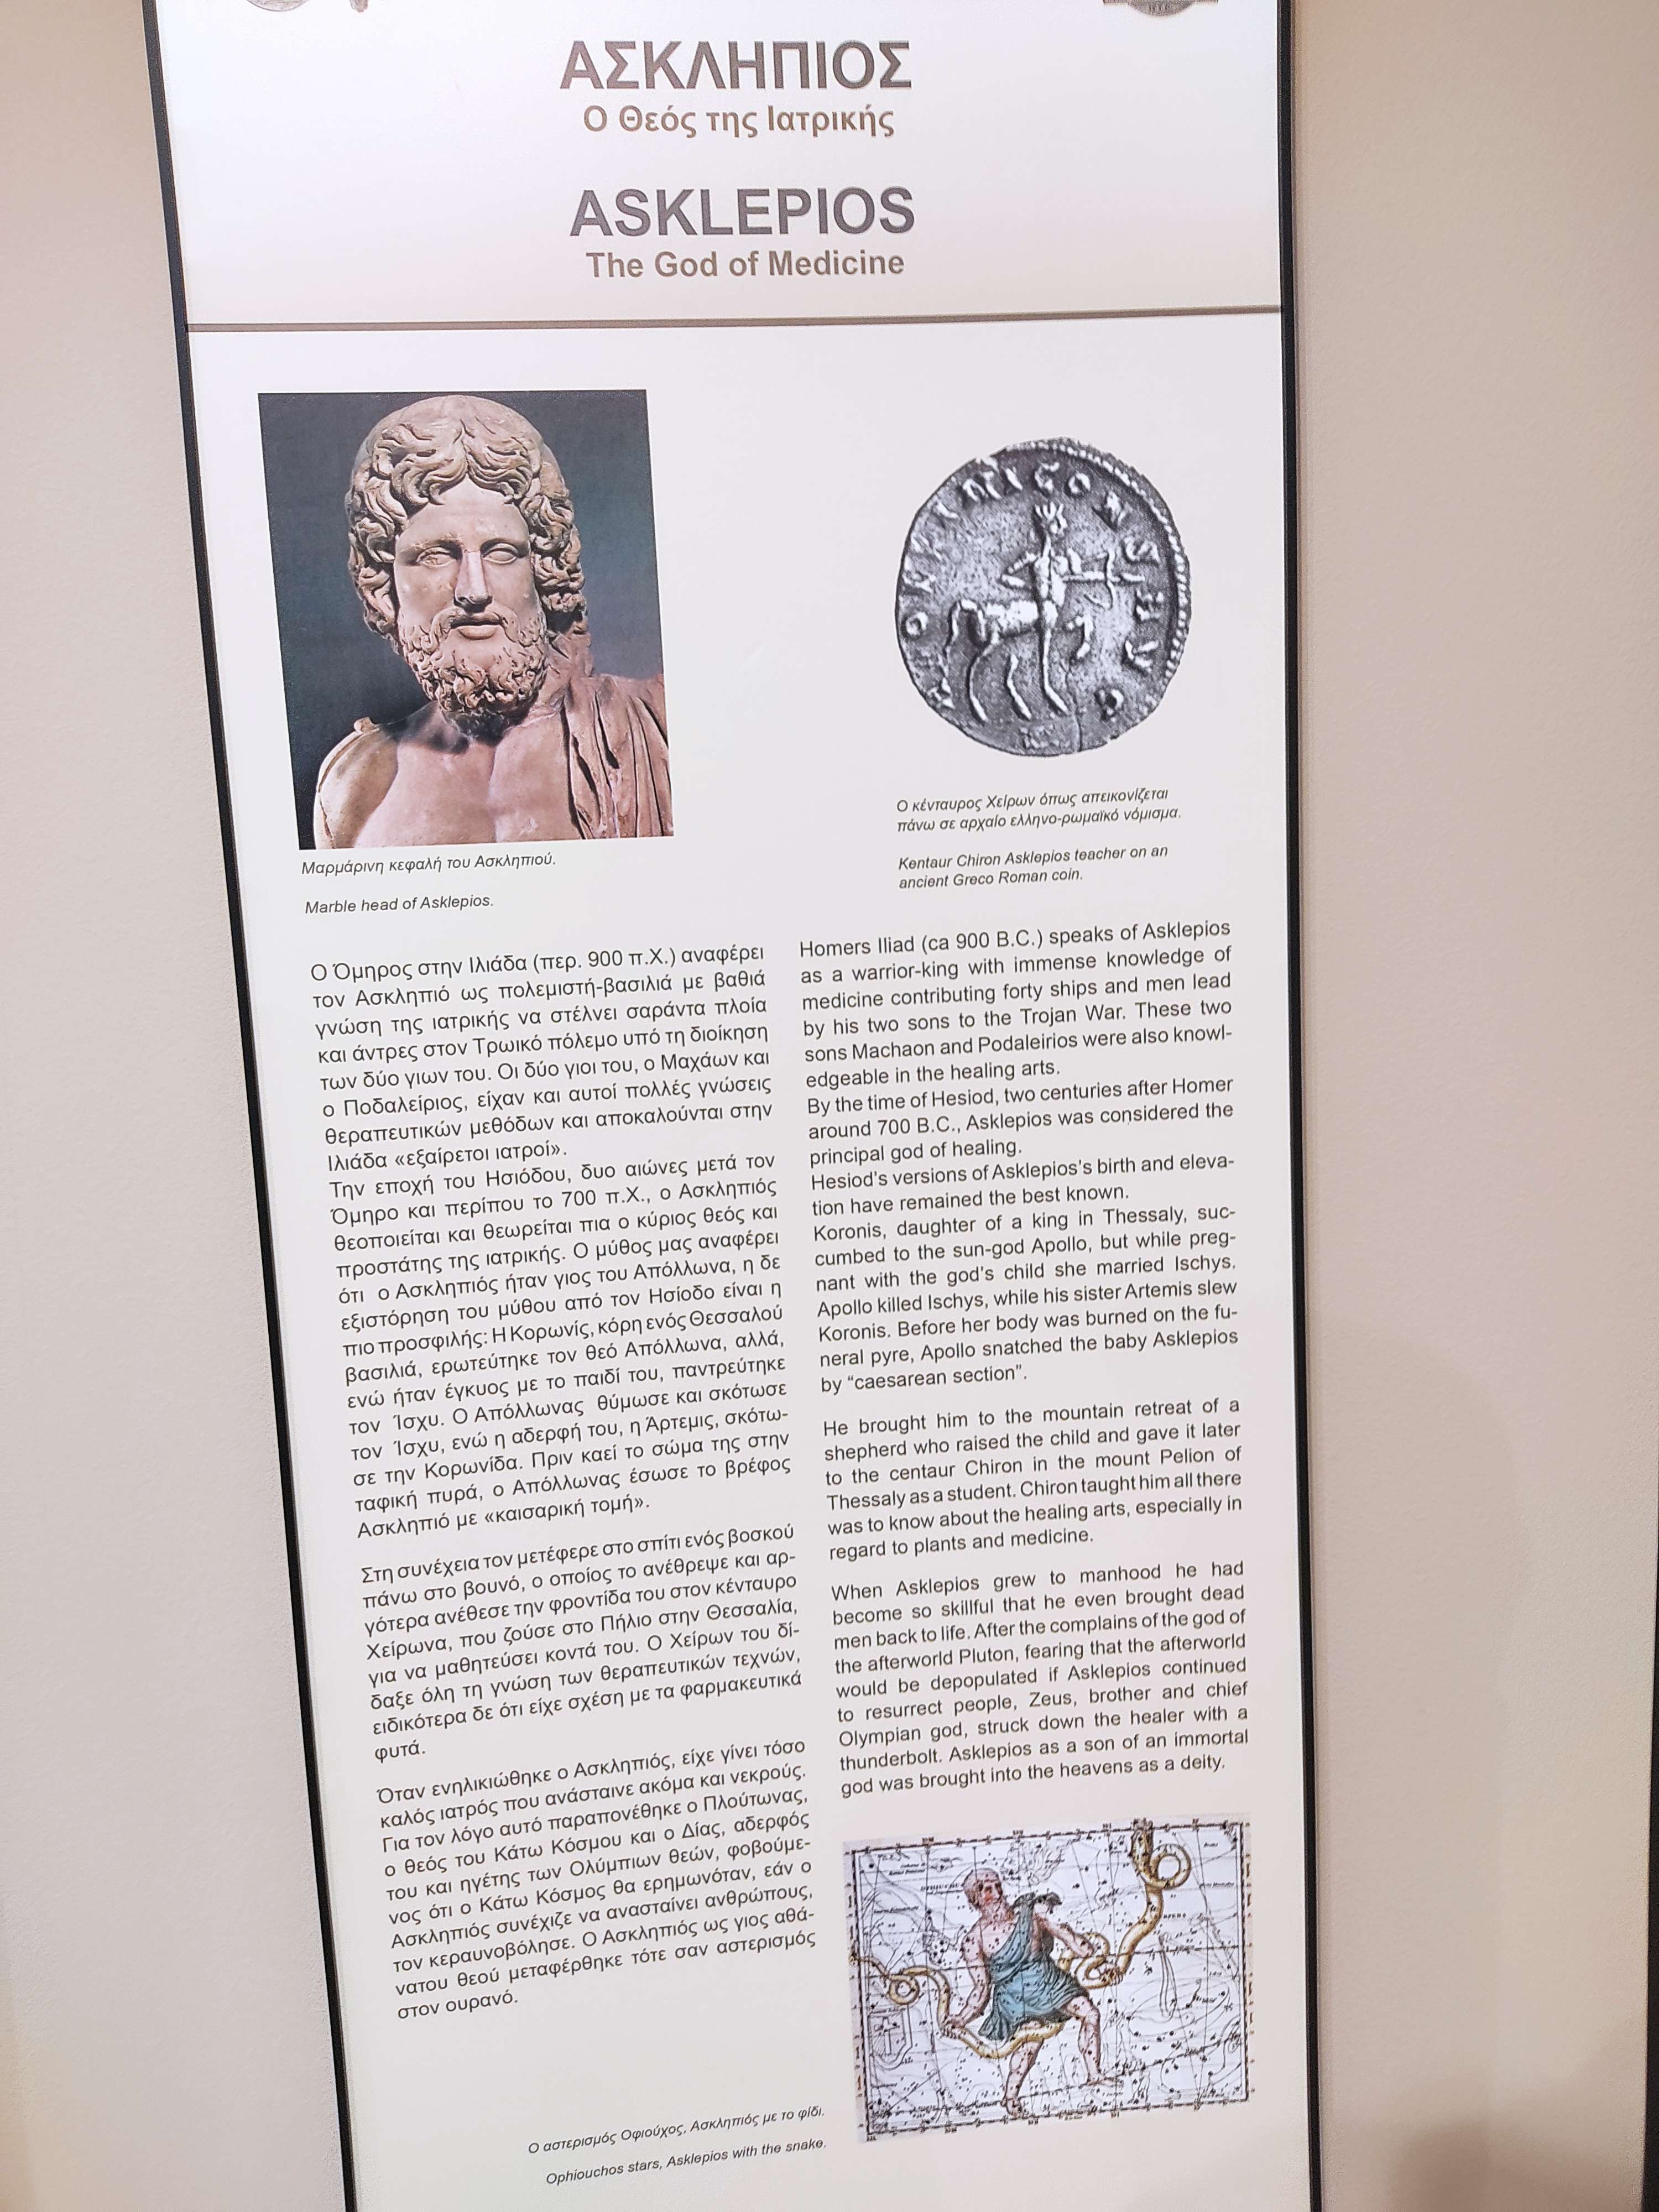 ΑΣΚΛΗΠΙΟΣ
Ο Θεός της Ιατρικής
ASKLEPIOS
The God of Medicine
Μαρμάρινη κεφαλή του Ασκληπιού.
Marble head of Asklepios.
Ο κένταυρος Χείρων όπως απεικονίζεται
πάνω σε αρχαίο ελληνο-ρωμαϊκό νόμισμα.
Kentaur Chiron Asklepios teacher on an
ancient Greco Roman coin.
Ο Όμηρος στην Ιλιάδα (περ. 900 π.Χ.) αναφέρει
τον Ασκληπιό ως πολεμιστή-βασιλιά με βαθιά
γνώση της ιατρικής να στέλνει σαράντα πλοία
και άντρες στον Τρωικό πόλεμο υπό τη διοίκηση
των δύο γιων του. Οι δύο γιοι του, ο Μαχάων και
ο Ποδαλείριος, είχαν και αυτοί πολλές γνώσεις
θεραπευτικών μεθόδων και αποκαλούνται στην
Ιλιάδα «εξαίρετοι ιατροί».
Την εποχή του Ησιόδου, δυο αιώνες μετά τον
Όμηρο και περίπου το 700 π.Χ., ο Ασκληπιός
θεοποιείται και θεωρείται πια ο κύριος θεός και
προστάτης της ιατρικής. Ο μύθος μας αναφέρει
ότι ο Ασκληπιός ήταν γιος του Απόλλωνα, η δε
εξιστόρηση του μύθου από τον Ησίοδο είναι η
πιο προσφιλής: Η Κορωνίς, κόρη ενός Θεσσαλού
βασιλιά, ερωτεύτηκε τον θεό Απόλλωνα, αλλά,
ενώ ήταν έγκυος με το παιδί του, παντρεύτηκε
τον Ίσχυ. Ο Απόλλωνας θύμωσε και σκότωσε
τον Ίσχυ, ενώ η αδερφή του, η Άρτεμις, σκότω-
σε την Κορωνίδα. Πριν καεί το σώμα της στην
ταφική πυρά, ο Απόλλωνας έσωσε το βρέφος
Ασκληπιό με «καισαρική τομή».
Στη συνέχεια τον μετέφερε στο σπίτι ενός βοσκού
πάνω στο βουνό, ο οποίος το ανέθρεψε και αρ-
γότερα ανέθεσε την φροντίδα του στον κένταυρο
Χείρωνα, που ζούσε στο Πήλιο στην Θεσσαλία,
για να μαθητεύσει κοντά του. Ο Χείρων του δί-
δαξε όλη τη γνώση των θεραπευτικών τεχνών,
ειδικότερα δε ότι είχε σχέση με τα φαρμακευτικά
φυτά.
Όταν ενηλικιώθηκε ο Ασκληπιός, είχε γίνει τόσο
καλός ιατρός που ανάσταινε ακόμα και νεκρούς.
Για τον λόγο αυτό παραπονέθηκε ο Πλούτωνας,
ο θεός του Κάτω Κόσμου και ο Δίας, αδερφός
του και ηγέτης των Ολύμπιων θεών, φοβούμε-
νος ότι ο Κάτω Κόσμος θα ερημωνόταν, εάν ο
Ασκληπιός συνέχιζε να ανασταίνει ανθρώπους,
τον κεραυνοβόλησε. Ο Ασκληπιός ως γιος αθά-
νατου θεού μεταφέρθηκε τότε σαν αστερισμός
στον ουρανό.
Homers Iliad (ca 900 B.C.) speaks of Asklepios
as a warrior-king with immense knowledge of
medicine contributing forty ships and men lead
by his two sons to the Trojan War. These two
sons Machaon and Podaleirios were also knowl-
edgeable in the healing arts.
By the time of Hesiod, two centuries after Homer
around 700 B.C., Asklepios was considered the
principal god of healing.
Hesiod's versions of Asklepios's birth and eleva-
tion have remained the best known.
Koronis, daughter of a king in Thessaly, suc-
cumbed to the sun-god Apollo, but while preg-
nant with the god's child she married Ischys.
Apollo killed Ischys, while his sister Artemis slew
Koronis. Before her body was burned on the fu-
neral pyre, Apollo snatched the baby Asklepios
by “caesarean section”.
He brought him to the mountain retreat of a
shepherd who raised the child and gave it later
to the centaur Chiron in the mount Pelion of
Thessaly as a student. Chiron taught him all there
was to know about the healing arts, especially in
regard to plants and medicine.
When Asklepios grew to manhood he had
become so skillful that he even brought dead
men back to life. After the complains of the god of
the afterworld Pluton, fearing that the afterworld
would be depopulated if Asklepios continued
to resurrect people, Zeus, brother and chief
Olympian god, struck down the healer with a
thunderbolt. Asklepios as a son of an immortal
god was brought into the heavens as a deity.
Ο αστερισμός Οφιούχος, Ασκληπιός με το φίδι.
Ophiouchos stars, Asklepios with the snake.